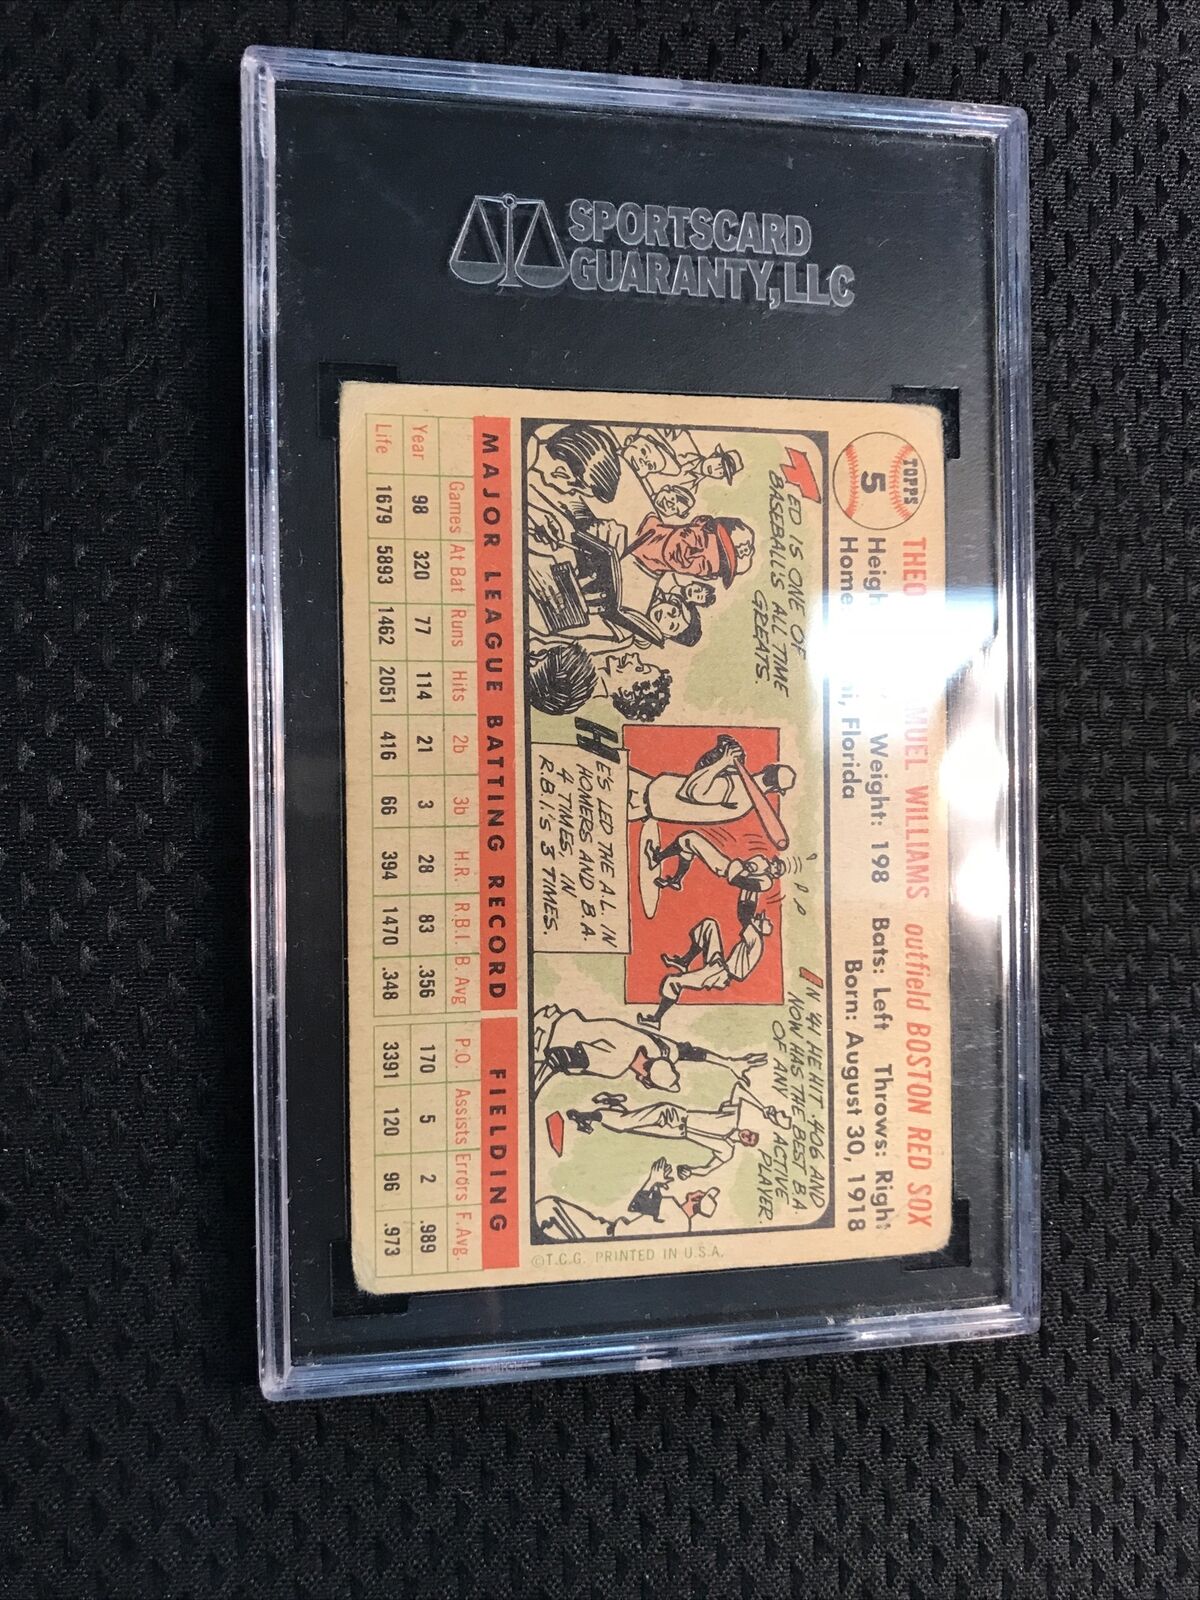 SPORTSCARD
GUARANTY, LLC
TOPPS
5
THEO MUEL WILLIAMS outfield BOSTON RED SOX
Weight: 198 Bats: Left Throws: Right
Home: Florida Born: August 30, 1918
TED IS ONE OF
BASEBALL'S ALL TIME
GREATS.
HE'S LED THE A.L. IN
HOMERS AND B.A.
4 TIMES, IN
R.B.I.'S 3 TIMES.
IN '41 HE HIT .406 AND
NOW HAS THE BEST B.A.
OF ANY ACTIVE
PLAYER.
©T.C.G. PRINTED IN U.S.A.
MAJOR LEAGUE BATTING RECORD FIELDING
Games At Bat Runs Hits 2b 3b H.R. R.B.I. B. Avg P.O. Assists Errors F. Avg.
Year 98 320 77 114 21 3 28 83 .356 170 5 2 .989
Life 1679 5893 1462 2051 416 66 394 1470 .348 3391 120 96 .973